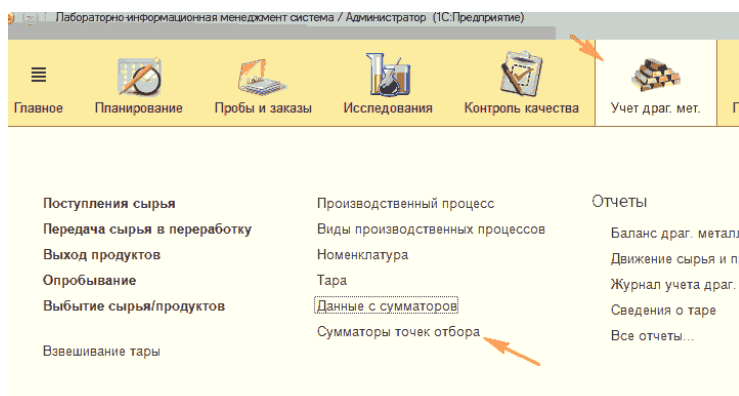 Лабораторно-информационная менеджмент система / Администратор (1С:Предприятие)
Главное
Планирование
Пробы и заказы
Исследования
Контроль качества
Учет драг. мет.
Поступления сырья
Передача сырья в переработку
Выход продуктов
Опробывание
Выбытие сырья/продуктов
Взвешивание тары
Производственный процесс
Виды производственных процессов
Номенклатура
Тара
Данные с сумматоров
Сумматоры точек отбора
Отчеты
Баланс драг. метал
Движение сырья и п
Журнал учета драг.
Сведения о таре
Все отчеты...